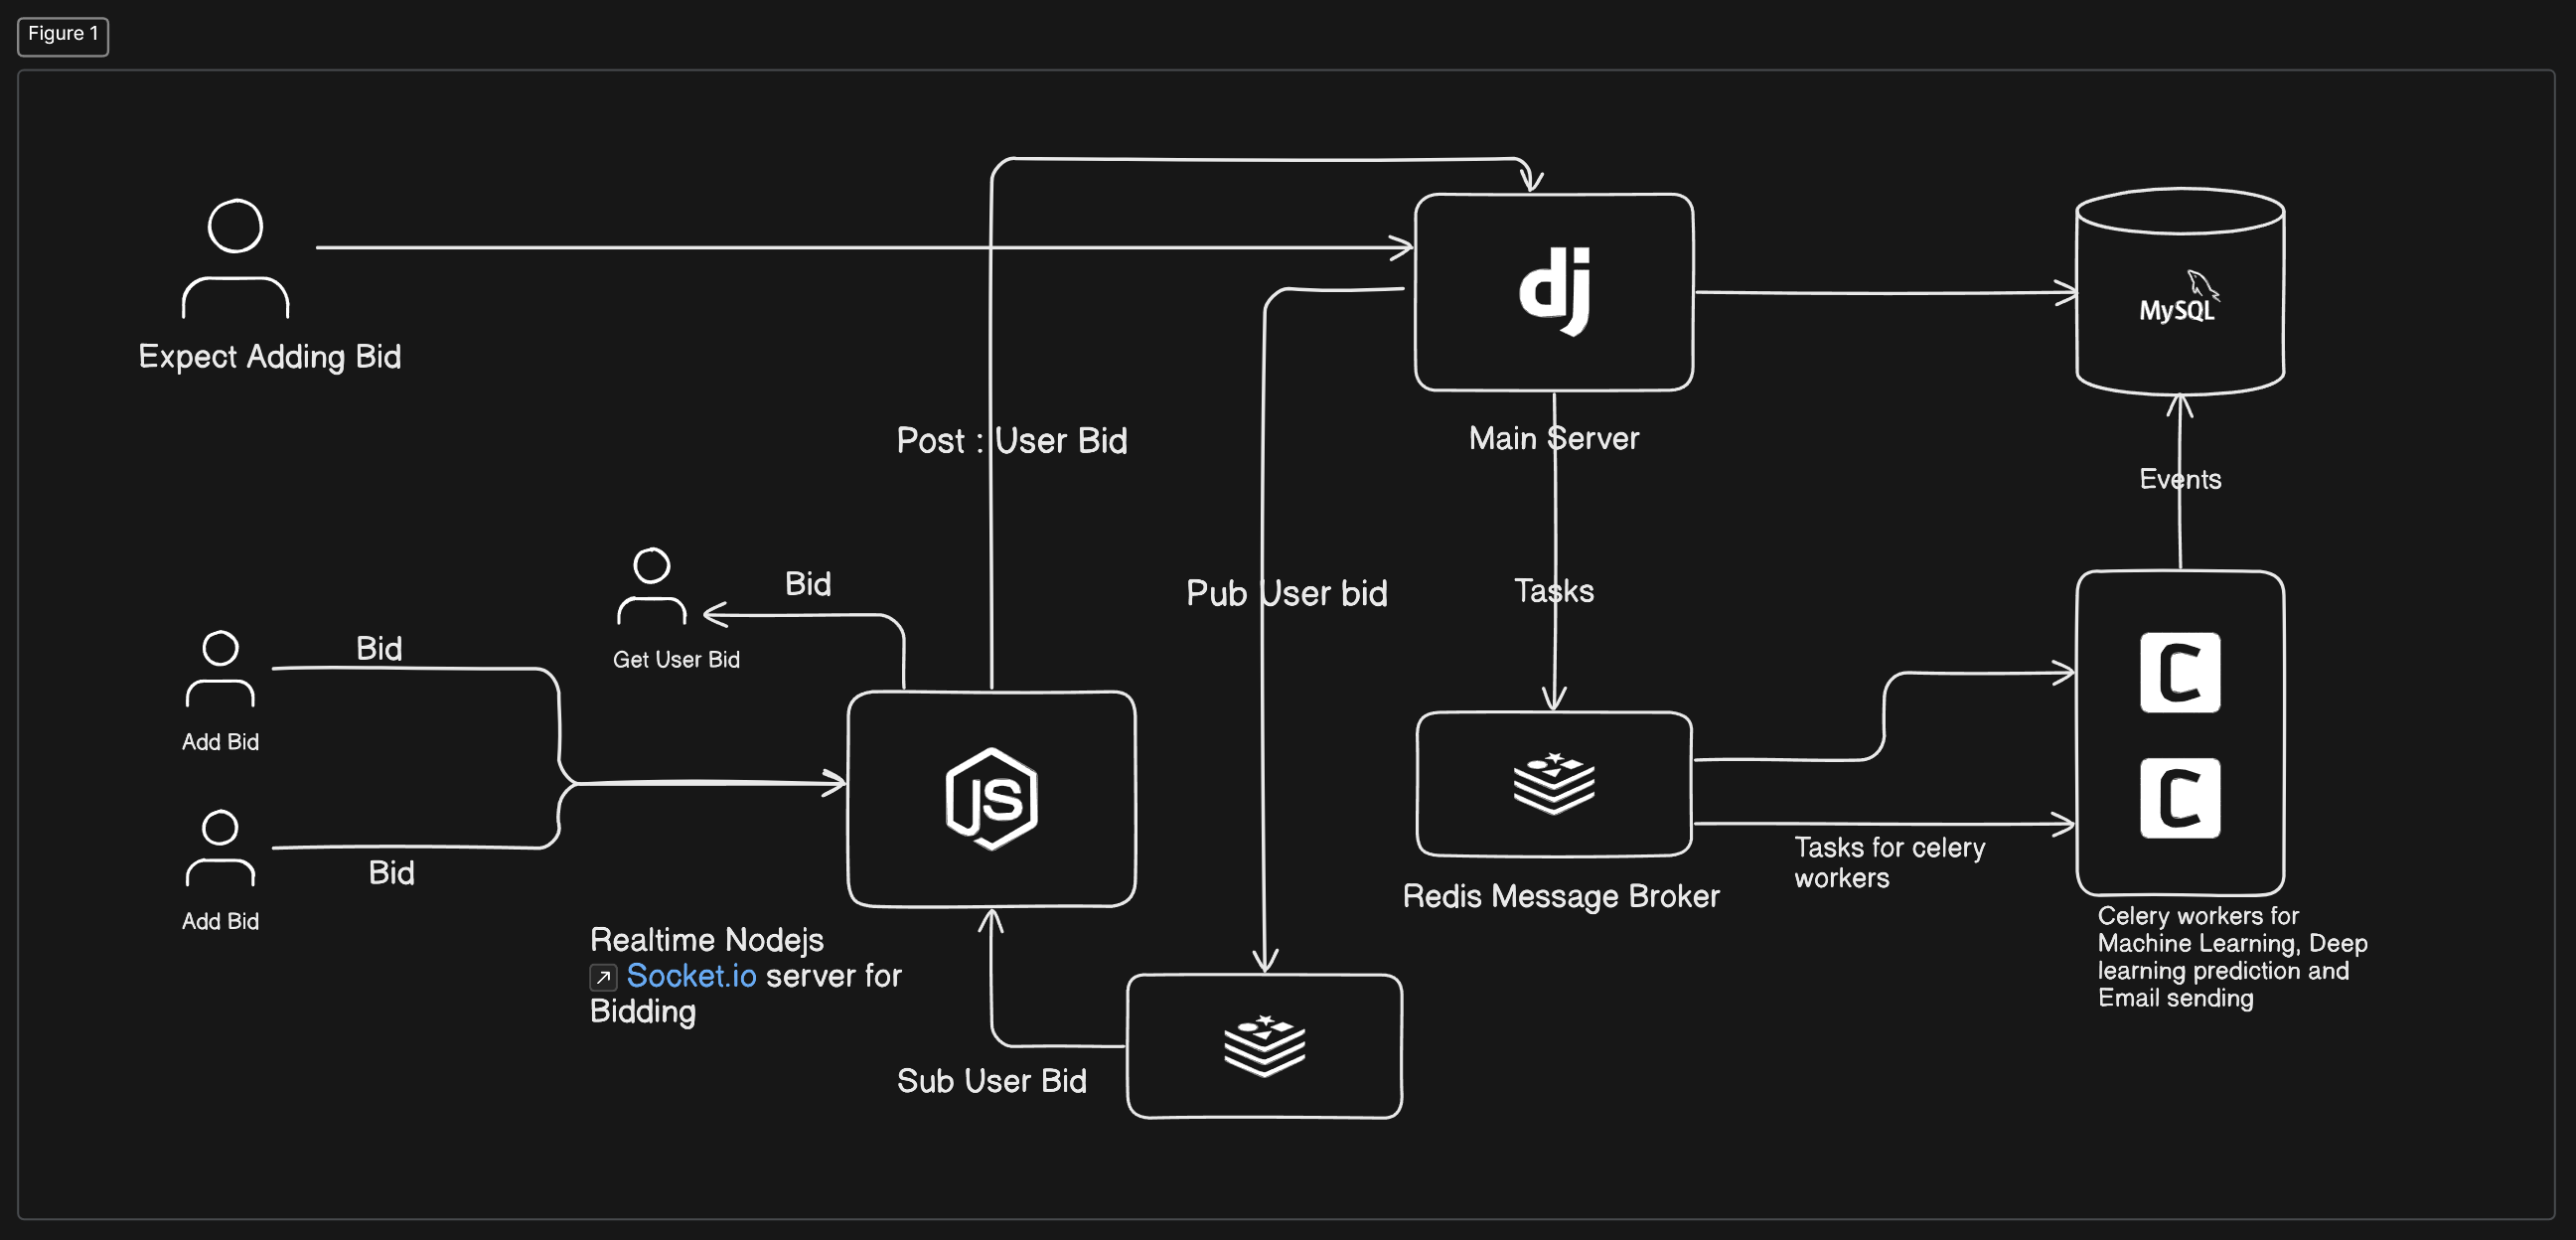 Figure 1
Expect Adding Bid
dj
MySQL
Post : User Bid
Main Server
Events
Bid
Get User Bid
Pub User bid
Tasks
Bid
Add Bid
Bid
Add Bid
JS
Realtime Nodejs
Socket.io server for
Bidding
Sub User Bid
Redis Message Broker
Tasks for celery
workers
C
C
Celery workers for
Machine Learning, Deep
learning prediction and
Email sending